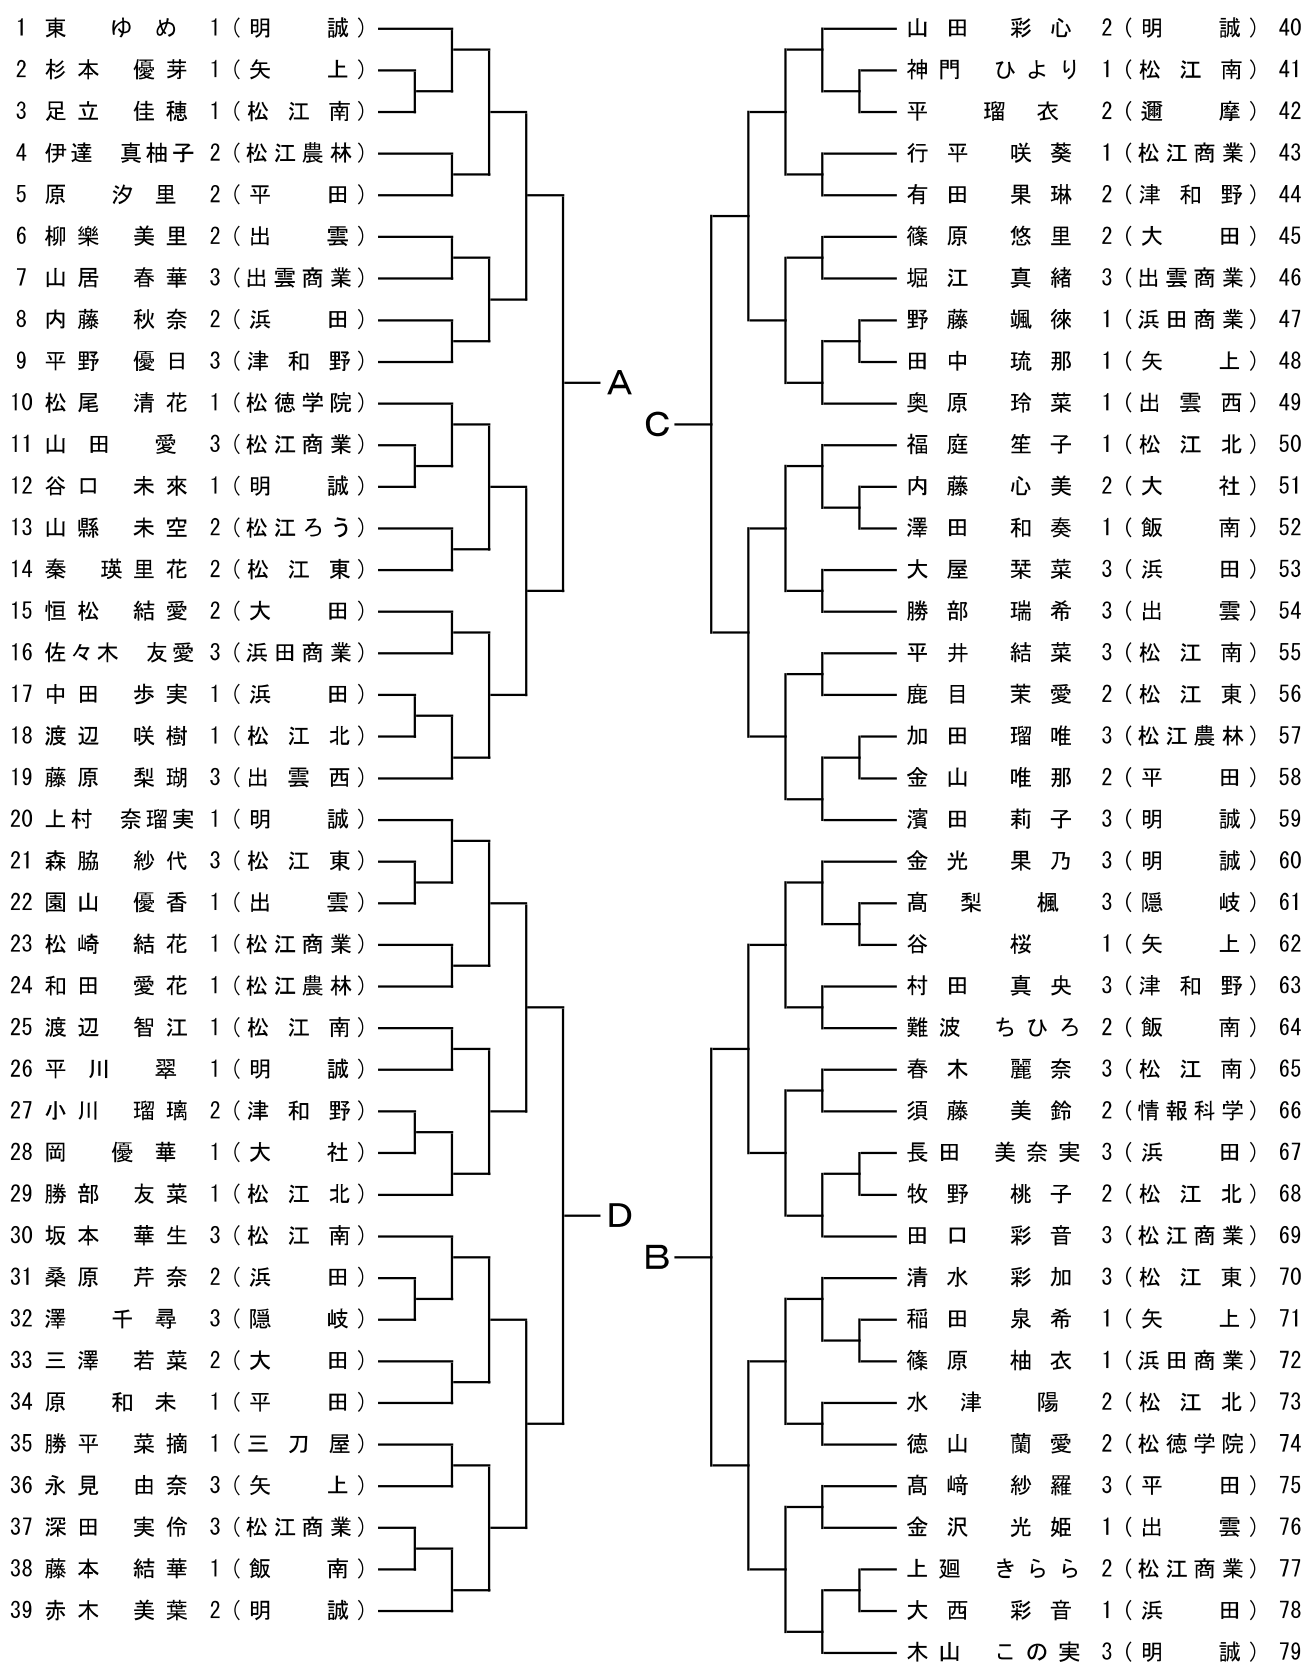 1 東 ゆ め 1 ( 明 誠 )
2 杉 本 優 芽 1 ( 矢 上 )
3 足 立 佳 穂 1 ( 松 江 南 )
4 伊達 真柚子 2 ( 松江農林 )
5 原 汐 里 2 ( 平 田 )
6 柳 樂 美 里 2 ( 出 雲 )
7 山 居 春 華 3 ( 出雲商業 )
8 内 藤 秋 奈 2 ( 浜 田 )
9 平 野 優 日 3 ( 津 和 野 )
10 松 尾 清 花 1 ( 松徳学院 )
11 山 田 愛 3 ( 松江商業 )
12 谷 口 未 來 1 ( 明 誠 )
13 山 縣 未 空 2 ( 松江ろう )
14 秦 瑛 里 花 2 ( 松 江 東 )
15 恒 松 結 愛 2 ( 大 田 )
16 佐々木 友愛 3 ( 浜田商業 )
17 中 田 歩 実 1 ( 浜 田 )
18 渡 辺 咲 樹 1 ( 松 江 北 )
19 藤 原 梨 瑚 3 ( 出 雲 西 )
20 上村 奈瑠実 1 ( 明 誠 )
21 森 脇 紗 代 3 ( 松 江 東 )
22 園 山 優 香 1 ( 出 雲 )
23 松 崎 結 花 1 ( 松江商業 )
24 和 田 愛 花 1 ( 松江農林 )
25 渡 辺 智 江 1 ( 松 江 南 )
26 平 川 翠 1 ( 明 誠 )
27 小 川 瑠 璃 2 ( 津 和 野 )
28 岡 優 華 1 ( 大 社 )
29 勝 部 友 菜 1 ( 松 江 北 )
30 坂 本 華 生 3 ( 松 江 南 )
31 桑 原 芹 奈 2 ( 浜 田 )
32 澤 千 尋 3 ( 隠 岐 )
33 三 澤 若 菜 2 ( 大 田 )
34 原 和 未 1 ( 平 田 )
35 勝 平 菜 摘 1 ( 三 刀 屋 )
36 永 見 由 奈 3 ( 矢 上 )
37 深 田 実 伶 3 ( 松江商業 )
38 藤 本 結 華 1 ( 飯 南 )
39 赤 木 美 葉 2 ( 明 誠 )
A
D
C
B
山 田 彩 心 2 ( 明 誠 ) 40
神 門 ひ よ り 1 ( 松 江 南 ) 41
平 瑠 衣 2 ( 邇 摩 ) 42
行 平 咲 葵 1 ( 松江商業 ) 43
有 田 果 琳 2 ( 津 和 野 ) 44
篠 原 悠 里 2 ( 大 田 ) 45
堀 江 真 緒 3 ( 出雲商業 ) 46
野 藤 颯 徠 1 ( 浜田商業 ) 47
田 中 琉 那 1 ( 矢 上 ) 48
奥 原 玲 菜 1 ( 出 雲 西 ) 49
福 庭 笙 子 1 ( 松 江 北 ) 50
内 藤 心 美 2 ( 大 社 ) 51
澤 田 和 奏 1 ( 飯 南 ) 52
大 屋 栞 菜 3 ( 浜 田 ) 53
勝 部 瑞 希 3 ( 出 雲 ) 54
平 井 結 菜 3 ( 松 江 南 ) 55
鹿 目 茉 愛 2 ( 松 江 東 ) 56
加 田 瑠 唯 3 ( 松江農林 ) 57
金 山 唯 那 2 ( 平 田 ) 58
濱 田 莉 子 3 ( 明 誠 ) 59
金 光 果 乃 3 ( 明 誠 ) 60
髙 梨 楓 3 ( 隠 岐 ) 61
谷 桜 1 ( 矢 上 ) 62
村 田 真 央 3 ( 津 和 野 ) 63
難 波 ち ひ ろ 2 ( 飯 南 ) 64
春 木 麗 奈 3 ( 松 江 南 ) 65
須 藤 美 鈴 2 ( 情報科学 ) 66
長 田 美 奈 実 3 ( 浜 田 ) 67
牧 野 桃 子 2 ( 松 江 北 ) 68
田 口 彩 音 3 ( 松江商業 ) 69
清 水 彩 加 3 ( 松 江 東 ) 70
稲 田 泉 希 1 ( 矢 上 ) 71
篠 原 柚 衣 1 ( 浜田商業 ) 72
水 津 陽 2 ( 松 江 北 ) 73
徳 山 蘭 愛 2 ( 松徳学院 ) 74
髙 﨑 紗 羅 3 ( 平 田 ) 75
金 沢 光 姫 1 ( 出 雲 ) 76
上 廻 き ら ら 2 ( 松江商業 ) 77
大 西 彩 音 1 ( 浜 田 ) 78
木 山 こ の 実 3 ( 明 誠 ) 79